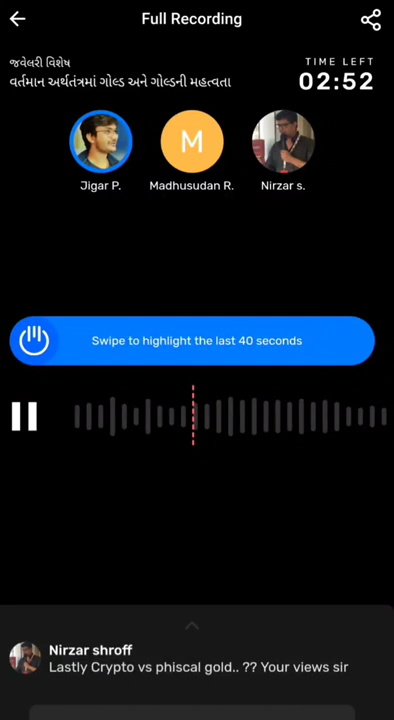 Full Recording
જવેલરી વિશેષ
વર્તમાન અર્થતંત્રમાં ગોલ્ડ અને ગોલ્ડની મહત્વતા
TIME LEFT
02:52
M
Jigar P.
Madhusudan R.
Nirzar s.
Swipe to highlight the last 40 seconds
Nirzar shroff
Lastly Crypto vs phiscal gold.. ?? Your views sir